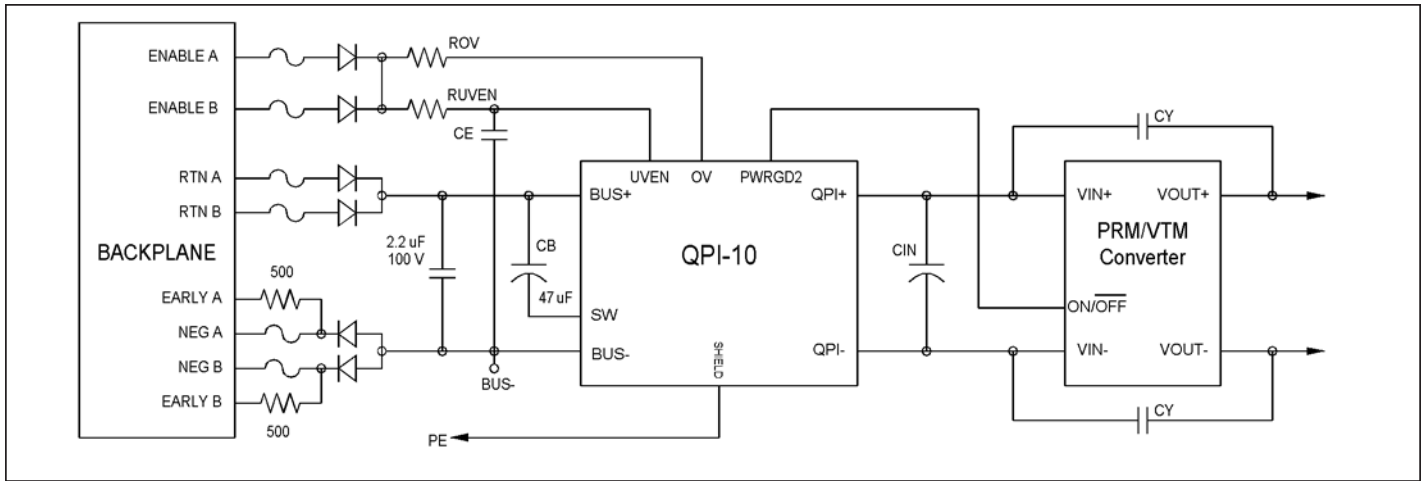 BACKPLANE
ENABLE A
ENABLE B
RTN A
RTN B
EARLY A
NEG A
NEG B
EARLY B
500
500
ROV
RUVEN
CE
2.2 uF
100 V
CB
47 uF
BUS-
PE
UVEN
OV
PWRGD2
BUS+
QPI+
QPI-10
SW
BUS-
SHIELD
QPI-
CIN
CY
VIN+
VOUT+
PRM/VTM
Converter
ON/OFF
VIN-
VOUT-
CY